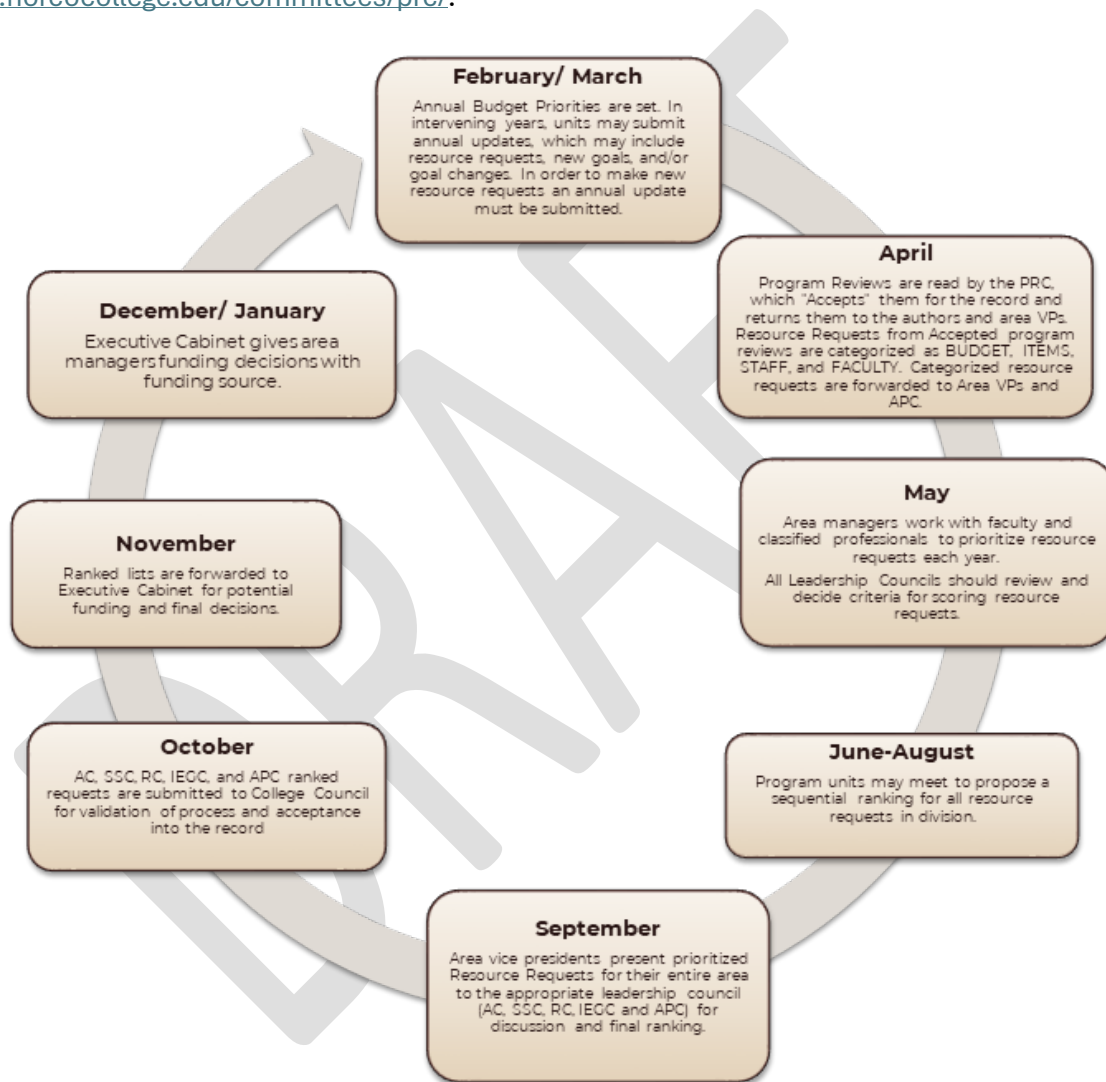 .norcocollege.edu/committees/prc/.
February/ March
Annual Budget Priorities are set. In
intervening years, units may submit
annual updates, which may include
resource requests, new goals, and/or
goal changes. In order to make new
resource requests an annual update
must be submitted.
April
Program Reviews are read by the PRC,
which "Accepts" them for the record and
returns them to the authors and area VPs.
Resource Requests from Accepted program
reviews are categorized as BUDGET, ITEMS,
STAFF, and FACULTY. Categorized resource
requests are forwarded to Area VPs and
APC.
May
Area managers work with faculty and
classified professionals to prioritize resource
requests each year.
All Leadership Councils should review and
decide criteria for scoring resource
requests.
June-August
Program units may meet to propose a
sequential ranking for all resource
requests in division.
September
Area vice presidents present prioritized
Resource Requests for their entire area
to the appropriate leadership council
(AC, SSC, RC, IEGC and APC) for
discussion and final ranking.
October
AC, SSC, RC, IEGC, and APC ranked
requests are submitted to College Council
for validation of process and acceptance
into the record
November
Ranked lists are forwarded to
Executive Cabinet for potential
funding and final decisions.
December/ January
Executive Cabinet gives area
managers funding decisions with
funding source.
DRAFT